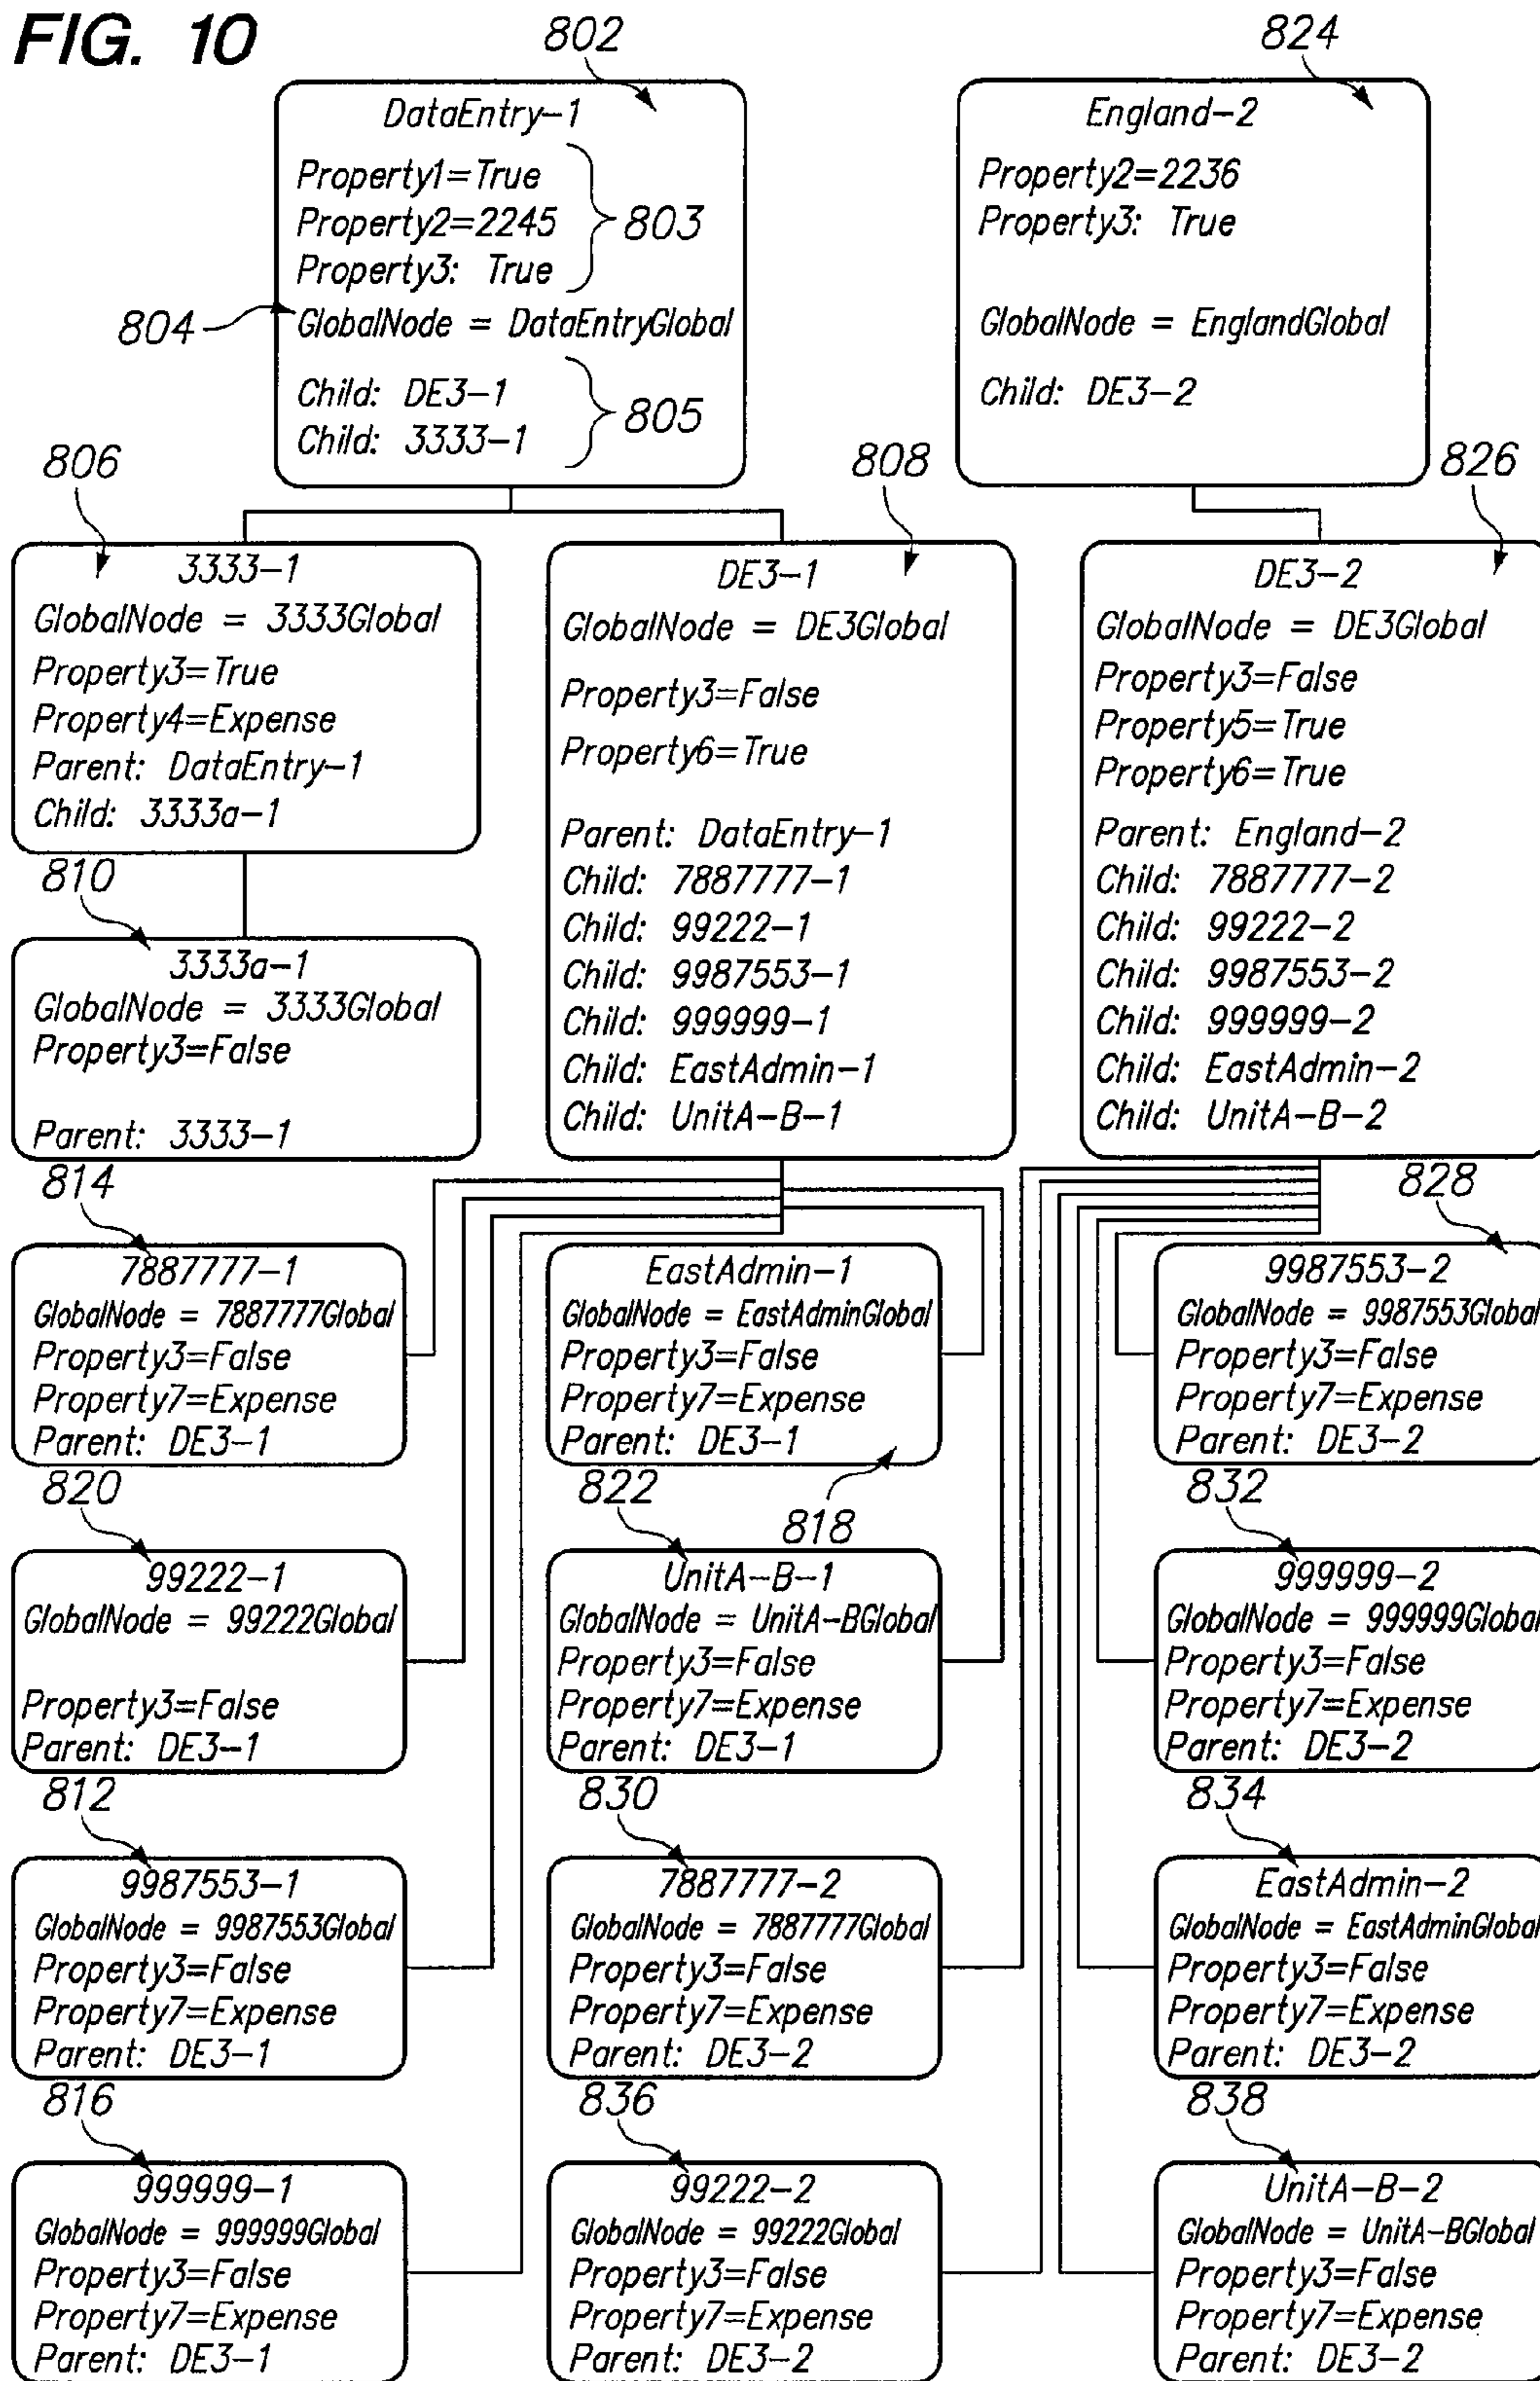 FIG. 10
802
824
DataEntry-1
Property1=True
Property2=2245
Property3: True
803
804
GlobalNode = DataEntryGlobal
Child: DE3-1
Child: 3333-1
805
England-2
Property2=2236
Property3: True
GlobalNode = EnglandGlobal
Child: DE3-2
806
808
826
3333-1
GlobalNode = 3333Global
Property3=True
Property4=Expense
Parent: DataEntry-1
Child: 3333a-1
810
3333a-1
GlobalNode = 3333Global
Property3=False
Parent: 3333-1
DE3-1
GlobalNode = DE3Global
Property3=False
Property6=True
Parent: DataEntry-1
Child: 7887777-1
Child: 99222-1
Child: 9987553-1
Child: 999999-1
Child: EastAdmin-1
Child: UnitA-B-1
DE3-2
GlobalNode = DE3Global
Property3=False
Property5=True
Property6=True
Parent: England-2
Child: 7887777-2
Child: 99222-2
Child: 9987553-2
Child: 999999-2
Child: EastAdmin-2
Child: UnitA-B-2
814
828
7887777-1
GlobalNode = 7887777Global
Property3=False
Property7=Expense
Parent: DE3-1
EastAdmin-1
GlobalNode = EastAdminGlobal
Property3=False
Property7=Expense
Parent: DE3-1
818
9987553-2
GlobalNode = 9987553Global
Property3=False
Property7=Expense
Parent: DE3-2
820
822
832
99222-1
GlobalNode = 99222Global
Property3=False
Parent: DE3-1
UnitA-B-1
GlobalNode = UnitA-BGlobal
Property3=False
Property7=Expense
Parent: DE3-1
999999-2
GlobalNode = 999999Global
Property3=False
Property7=Expense
Parent: DE3-2
812
830
834
9987553-1
GlobalNode = 9987553Global
Property3=False
Property7=Expense
Parent: DE3-1
7887777-2
GlobalNode = 7887777Global
Property3=False
Property7=Expense
Parent: DE3-2
EastAdmin-2
GlobalNode = EastAdminGlobal
Property3=False
Property7=Expense
Parent: DE3-2
816
836
838
999999-1
GlobalNode = 999999Global
Property3=False
Property7=Expense
Parent: DE3-1
99222-2
GlobalNode = 99222Global
Property3=False
Property7=Expense
Parent: DE3-2
UnitA-B-2
GlobalNode = UnitA-BGlobal
Property3=False
Property7=Expense
Parent: DE3-2